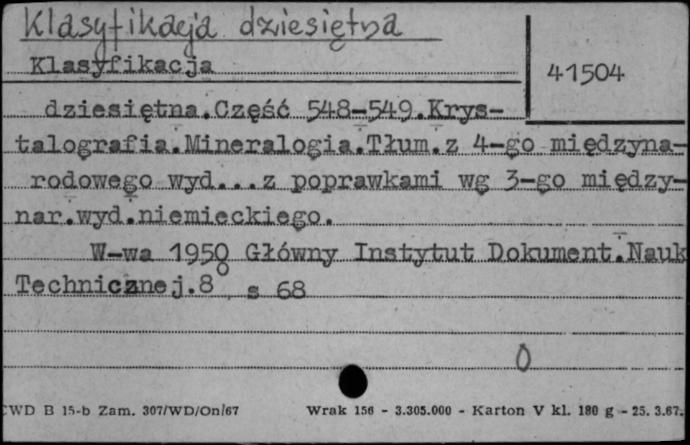 Klasyfikacja dziesiętna
Klasyfikacja
41504
dziesiętna.Część 548-549.Krys-
talografia.Mineralogia.Tłum.z 4-go międzyna-
rodowego wyd...z poprawkami wg 3-go między-
nar.wyd.niemieckiego.
W-wa 1950 Główny Instytut Dokument.Nauk
Technicznej.8° s 68
0
CWD B 15-b Zam. 307/WD/On/67 Wrak 156 - 3.305.000 - Karton V kl. 180 g - 25. 3.67.